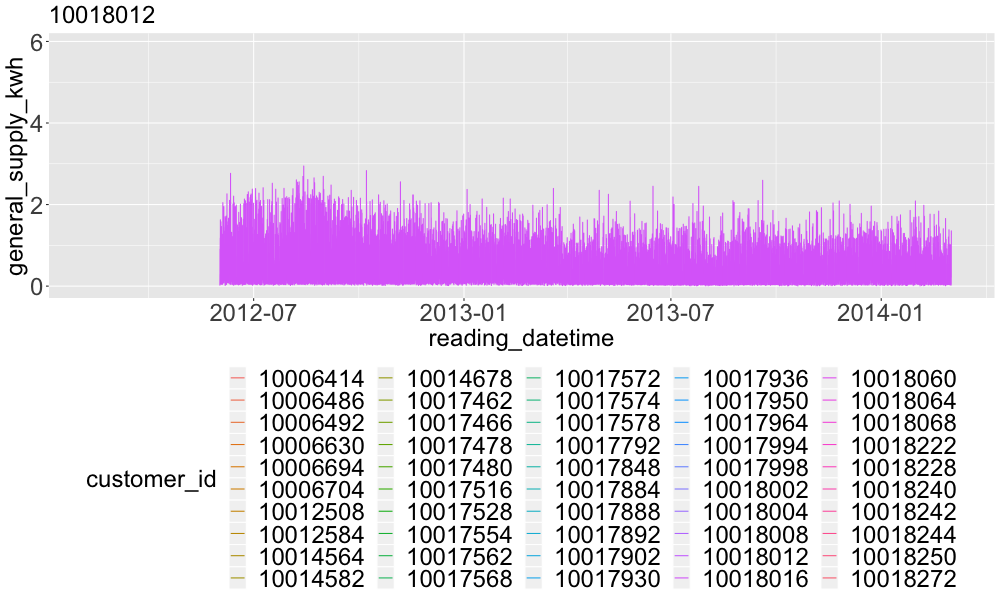 10018012
general_supply_kwh
6
4
2
0
2012-07 2013-01 2013-07 2014-01
reading_datetime
customer_id
10006414 10014678 10017572 10017936 10018060
10006486 10017462 10017574 10017950 10018064
10006492 10017466 10017578 10017964 10018068
10006630 10017478 10017792 10017994 10018222
10006694 10017480 10017848 10017998 10018228
10006704 10017516 10017884 10018002 10018240
10012508 10017528 10017888 10018004 10018242
10012584 10017554 10017892 10018008 10018244
10014564 10017562 10017902 10018012 10018250
10014582 10017568 10017930 10018016 10018272